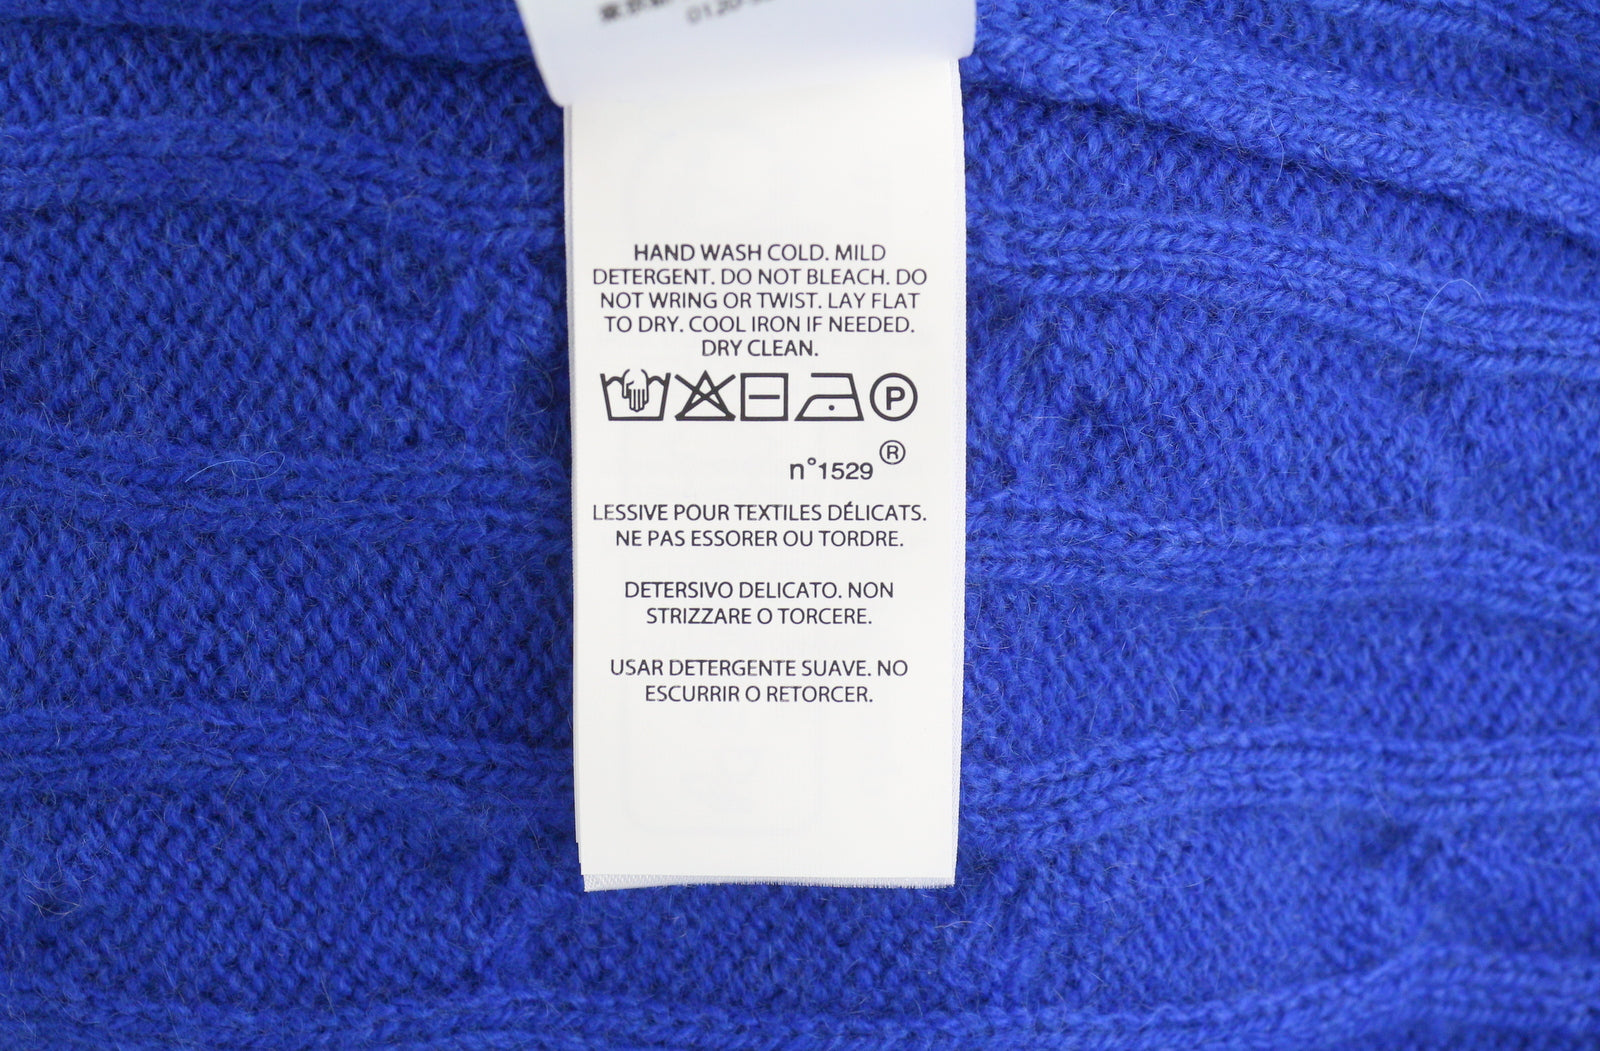 0120-
HAND WASH COLD. MILD
DETERGENT. DO NOT BLEACH. DO
NOT WRING OR TWIST. LAY FLAT
TO DRY. COOL IRON IF NEEDED.
DRY CLEAN.
P
n°1529 ®
LESSIVE POUR TEXTILES DÉLICATS.
NE PAS ESSORER OU TORDRE.
DETERSIVO DELICATO. NON
STRIZZARE O TORCERE.
USAR DETERGENTE SUAVE. NO
ESCURRIR O RETORCER.